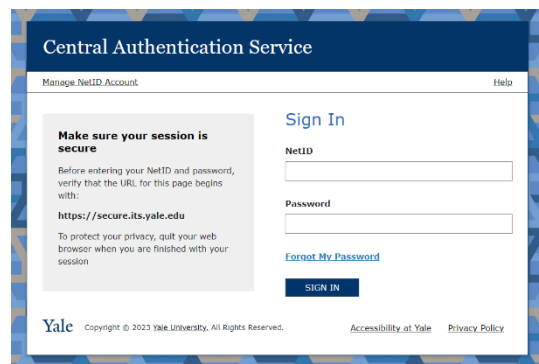 Central Authentication Service
Manage NetID Account
Help
Make sure your session is
secure
Before entering your NetID and password,
verify that the URL for this page begins
with:
https://secure.its.yale.edu
To protect your privacy, quit your web
browser when you are finished with your
session
Sign In
NetID
Password
Forgot My Password
SIGN IN
Yale Copyright © 2023 Yale University, All Rights Reserved.
Accessibility at Yale
Privacy Policy